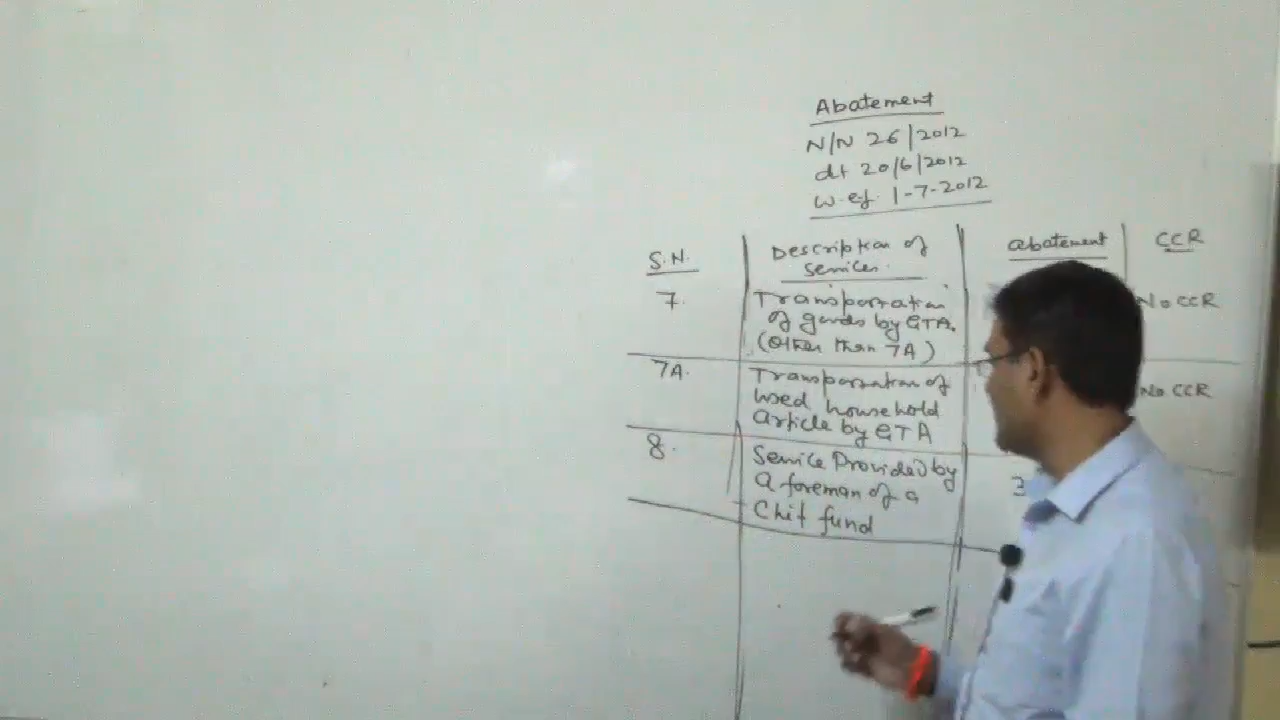 Abatement
N/N 26/2012
dt 20/6/2012
w.e.f. 1-7-2012
S.N.
Description of
services.
abatement
CCR
7.
Transportation
of goods by GTA.
(Other than 7A)
No CCR
7A.
Transportation of
Used household
Article by GTA
No CCR
8.
Service Provided by
a foreman of a
Chit fund
3